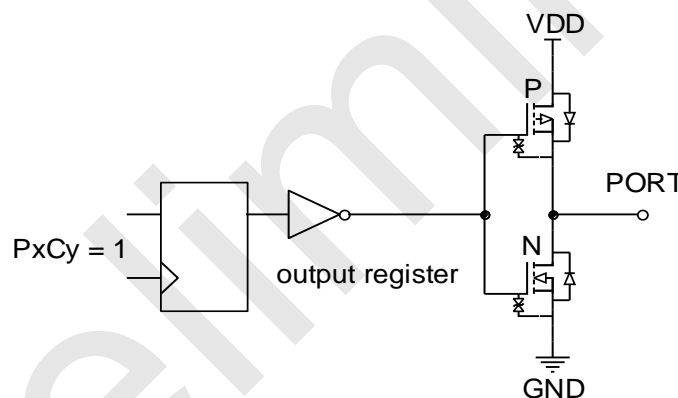 VDD
P
PORT
PxCy = 1
N
output register
GND